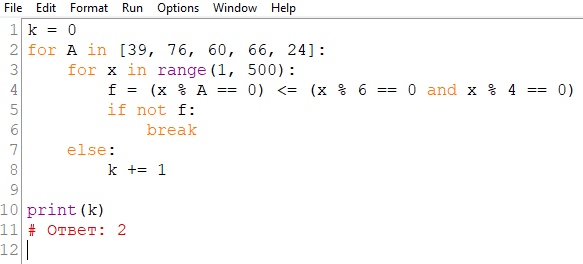 File Edit Format Run Options Window Help
1 k = 0
2 for A in [39, 76, 60, 66, 24]:
3     for x in range(1, 500):
4         f = (x % A == 0) <= (x % 6 == 0 and x % 4 == 0)
5         if not f:
6             break
7     else:
8         k += 1
9
10 print(k)
11 # Ответ: 2
12